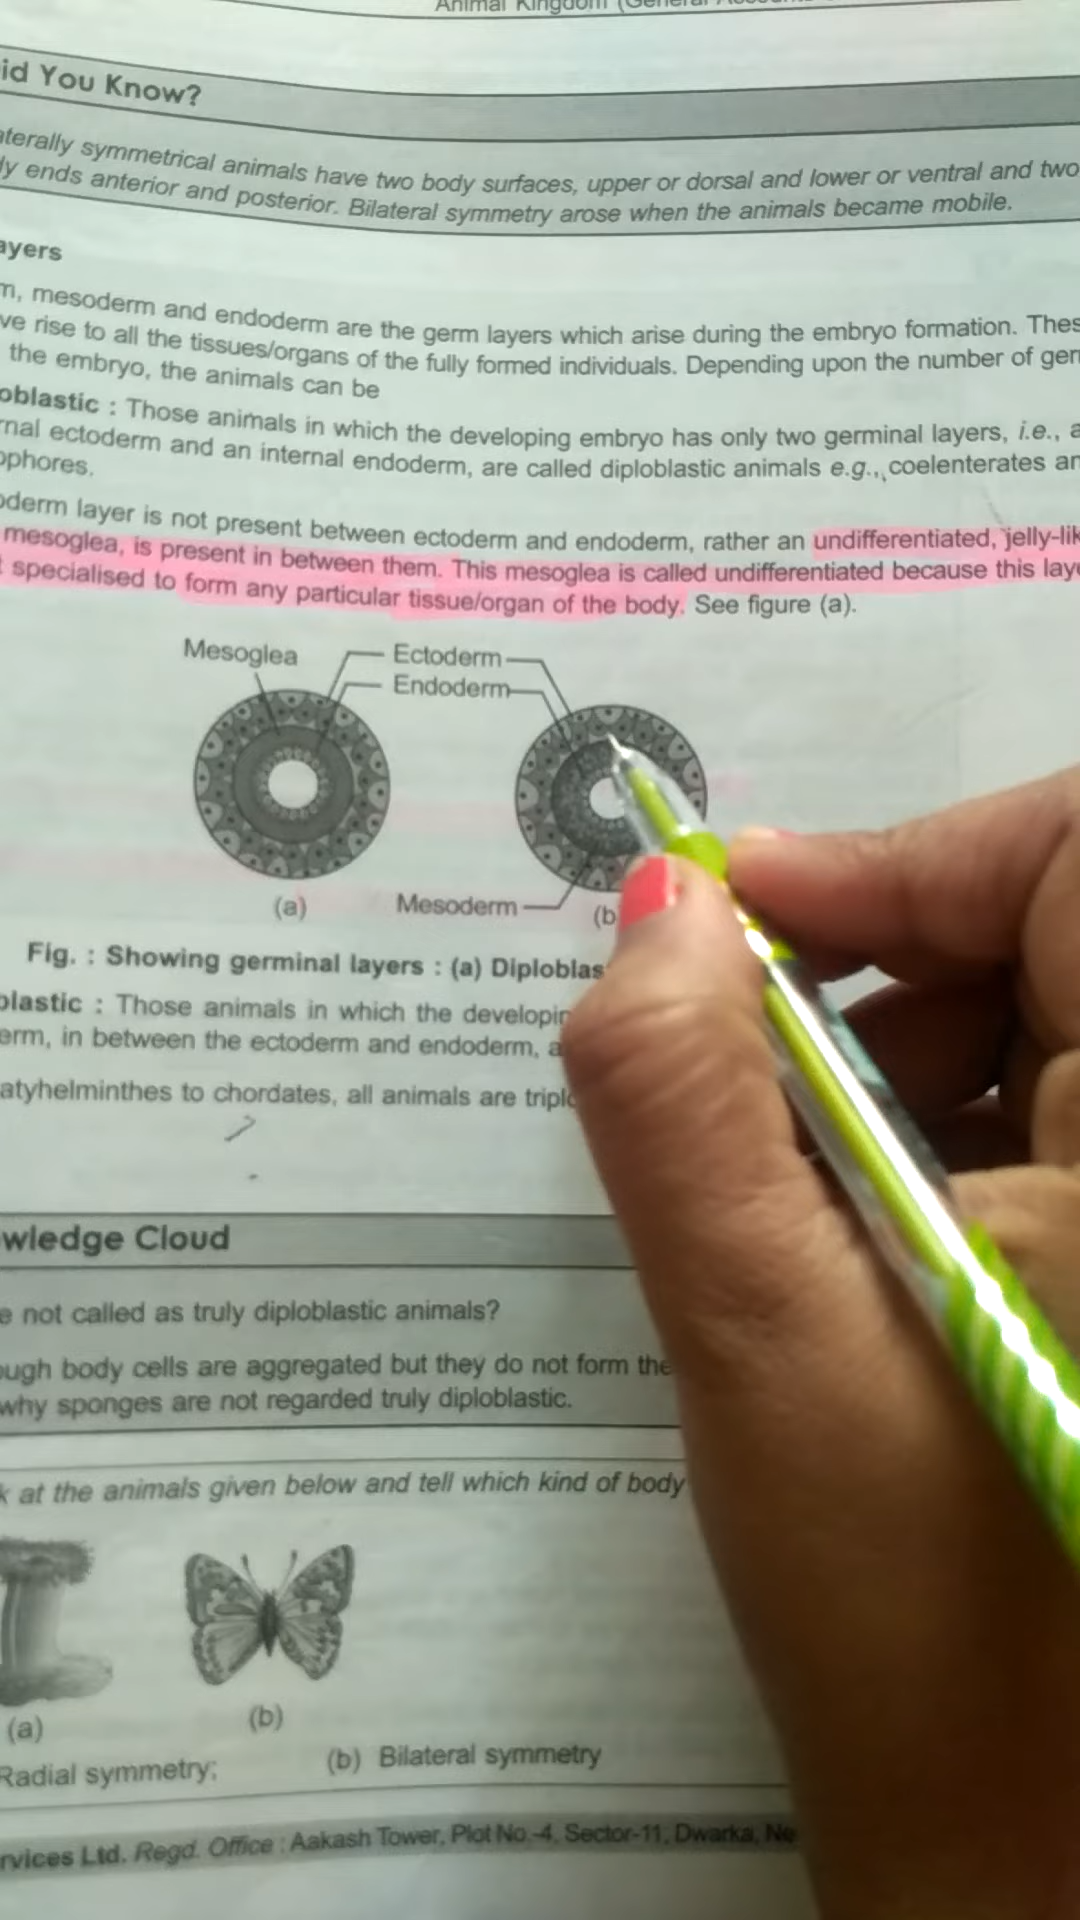 Animal Kingdom (General
id You Know?
aterally symmetrical animals have two body surfaces, upper or dorsal and lower or ventral and two
ly ends anterior and posterior. Bilateral symmetry arose when the animals became mobile.
ayers
m, mesoderm and endoderm are the germ layers which arise during the embryo formation. Thes
ve rise to all the tissues/organs of the fully formed individuals. Depending upon the number of ger
the embryo, the animals can be
oblastic : Those animals in which the developing embryo has only two germinal layers, i.e., a
rnal ectoderm and an internal endoderm, are called diploblastic animals e.g., coelenterates an
ophores.
oderm layer is not present between ectoderm and endoderm, rather an undifferentiated, jelly-lik
mesoglea, is present in between them. This mesoglea is called undifferentiated because this laye
t specialised to form any particular tissue/organ of the body. See figure (a).
Mesoglea
Ectoderm
Endoderm
Mesoderm
(a)
(b
Fig. : Showing germinal layers : (a) Diploblas
blastic : Those animals in which the developin
erm, in between the ectoderm and endoderm, a
atyhelminthes to chordates, all animals are triplo
wledge Cloud
e not called as truly diploblastic animals?
ough body cells are aggregated but they do not form the
why sponges are not regarded truly diploblastic.
k at the animals given below and tell which kind of body
(a)
(b)
Radial symmetry;
(b) Bilateral symmetry
rvices Ltd. Regd. Office : Aakash Tower, Plot No.-4, Sector-11, Dwarka, Ne